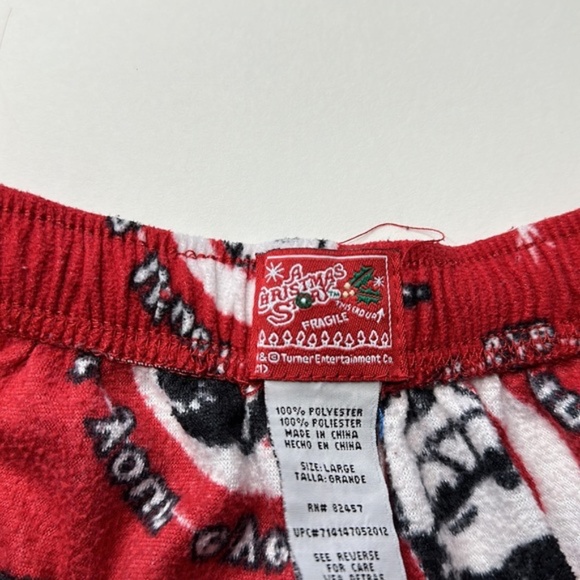 A
CHRISTMAS
STORY™
FRAGILE
THIS END UP
& © Turner Entertainment Co.
100% POLYESTER
100% POLIESTER
MADE IN CHINA
HECHO EN CHINA
SIZE: LARGE
TALLA: GRANDE
RN# 82457
UPC#714147052012
SEE REVERSE
FOR CARE